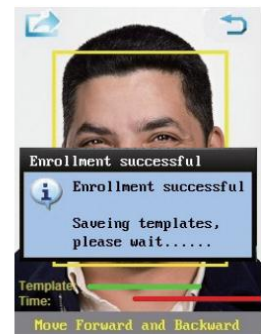 Enrollment successful
Enrollment successful
Saveing templates,
please wait......
Template
Time:
Move Forward and Backward